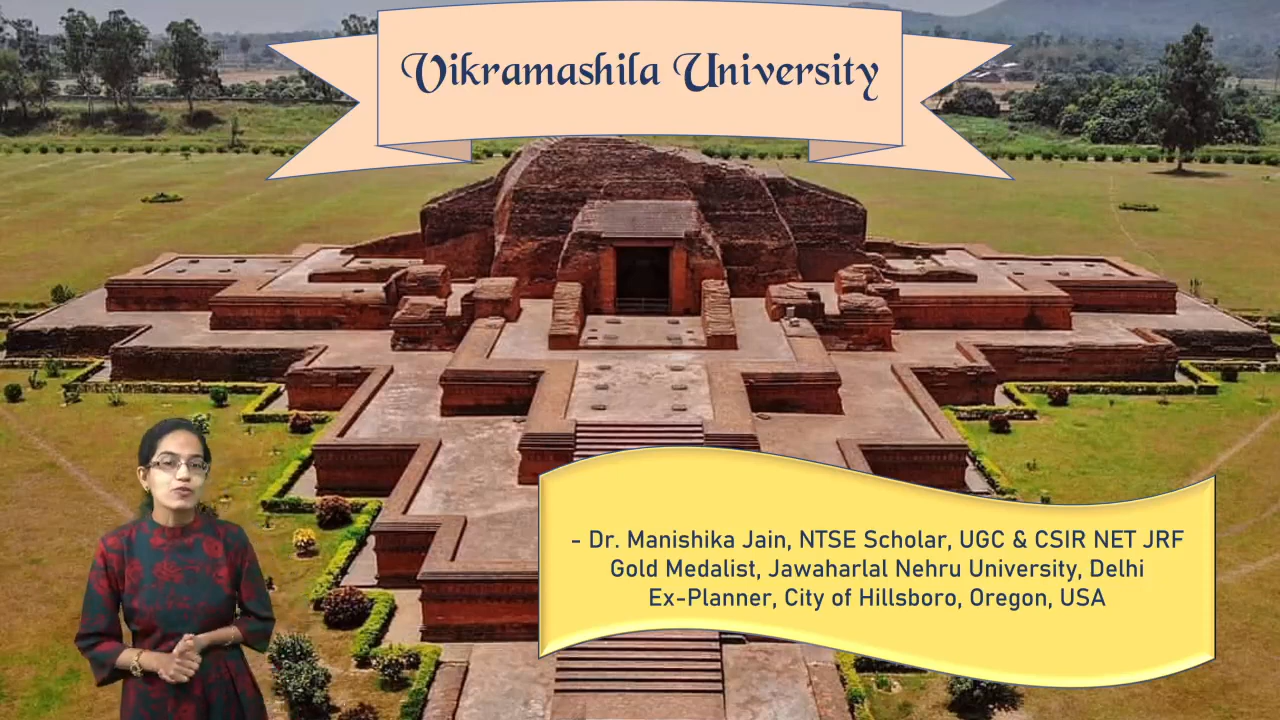 Vikramashila University
- Dr. Manishika Jain, NTSE Scholar, UGC & CSIR NET JRF
Gold Medalist, Jawaharlal Nehru University, Delhi
Ex-Planner, City of Hillsboro, Oregon, USA